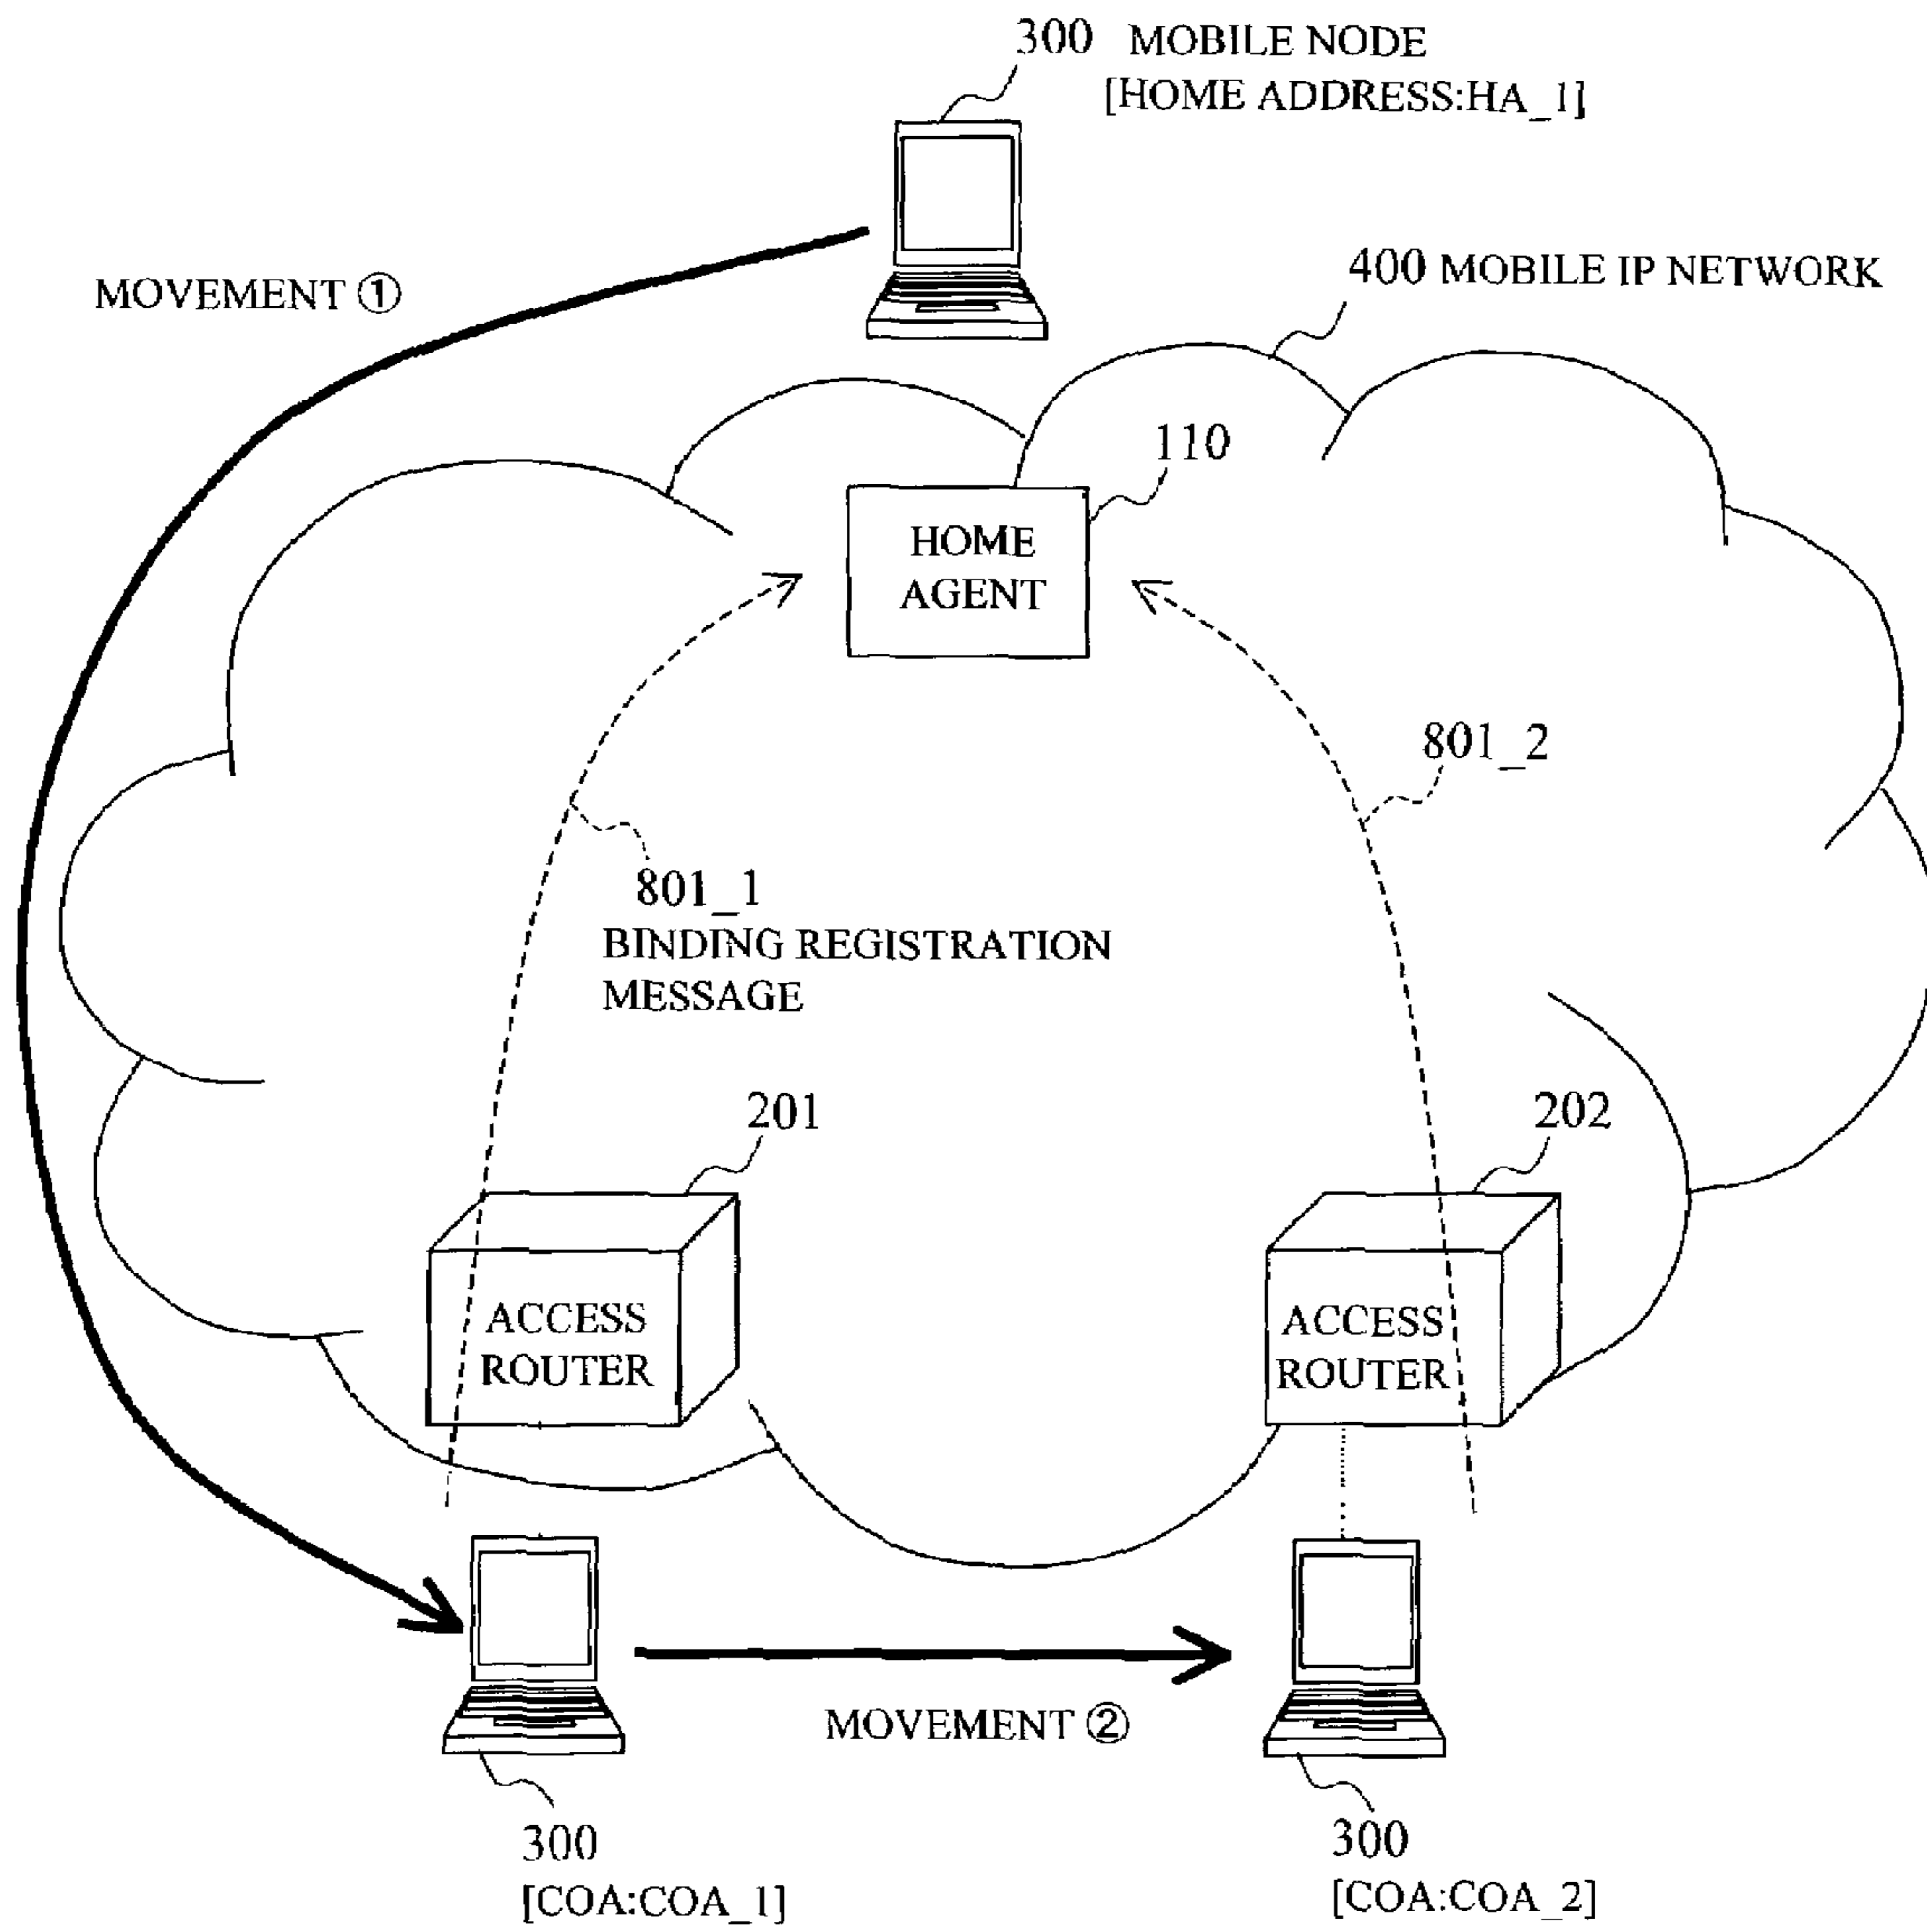 300 MOBILE NODE
[HOME ADDRESS:HA_1]
MOVEMENT ①
400 MOBILE IP NETWORK
110
HOME
AGENT
801_2
801_1
BINDING REGISTRATION
MESSAGE
201
202
ACCESS
ROUTER
ACCESS
ROUTER
MOVEMENT ②
300
[COA:COA_1]
300
[COA:COA_2]